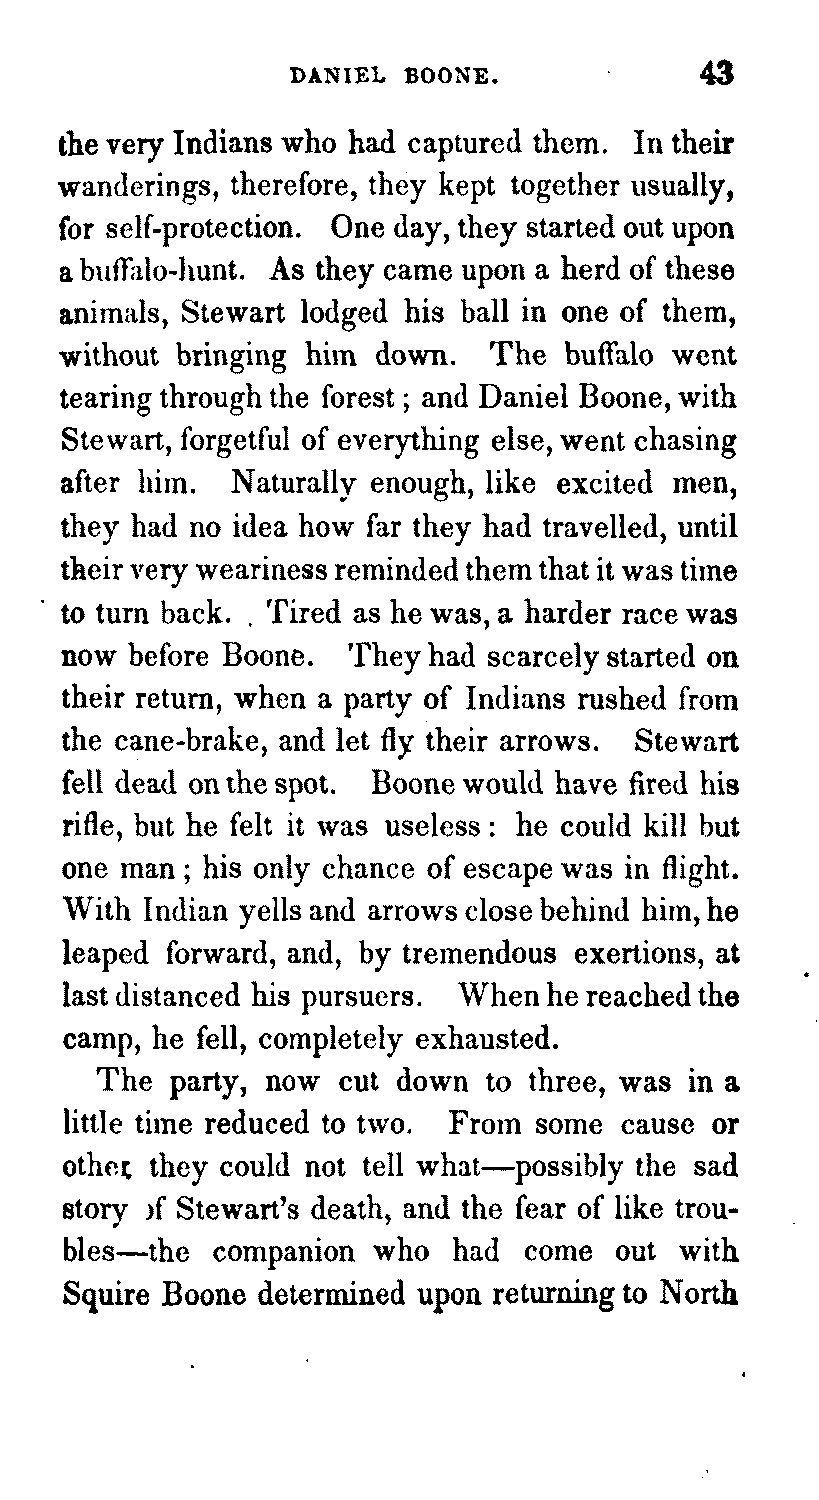 DANIEL BOONE. 43
the very Indians who had captured them. In their
wanderings, therefore, they kept together usually,
for self-protection. One day, they started out upon
a buffalo-hunt. As they came upon a herd of these
animals, Stewart lodged his ball in one of them,
without bringing him down. The buffalo went
tearing through the forest; and Daniel Boone, with
Stewart, forgetful of everything else, went chasing
after him. Naturally enough, like excited men,
they had no idea how far they had travelled, until
their very weariness reminded them that it was time
to turn back. Tired as he was, a harder race was
now before Boone. They had scarcely started on
their return, when a party of Indians rushed from
the cane-brake, and let fly their arrows. Stewart
fell dead on the spot. Boone would have fired his
rifle, but he felt it was useless: he could kill but
one man; his only chance of escape was in flight.
With Indian yells and arrows close behind him, he
leaped forward, and, by tremendous exertions, at
last distanced his pursuers. When he reached the
camp, he fell, completely exhausted.
The party, now cut down to three, was in a
little time reduced to two. From some cause or
other they could not tell what—possibly the sad
story of Stewart's death, and the fear of like trou-
bles—the companion who had come out with
Squire Boone determined upon returning to North